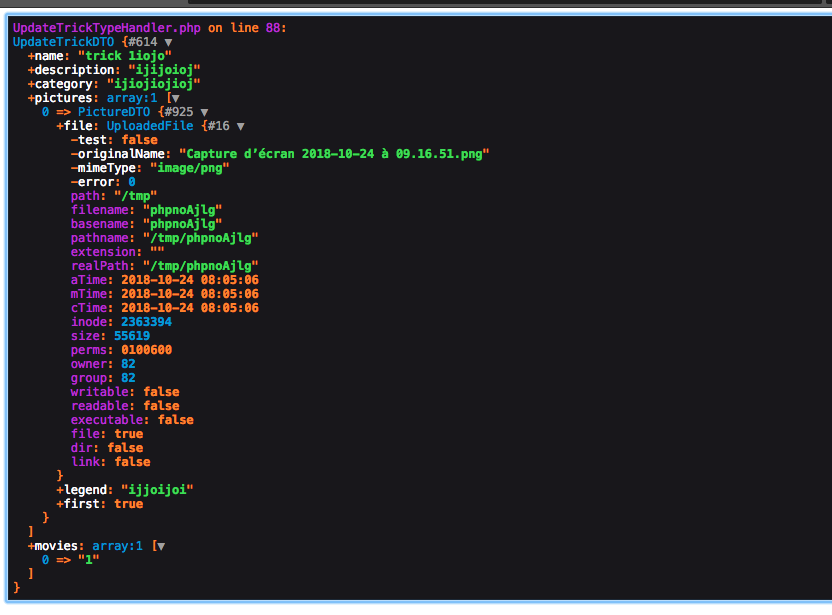 UpdateTrickTypeHandler.php on line 88:
UpdateTrickDTO {#614 ▼
  +name: "trick 1iojo"
  +description: "ijijoioj"
  +category: "ijiojiojioj"
  +pictures: array:1 [▼
    0 => PictureDTO {#925 ▼
      +file: UploadedFile {#16 ▼
        -test: false
        -originalName: "Capture d’écran 2018-10-24 à 09.16.51.png"
        -mimeType: "image/png"
        -error: 0
        path: "/tmp"
        filename: "phpnoAjlg"
        basename: "phpnoAjlg"
        pathname: "/tmp/phpnoAjlg"
        extension: ""
        realPath: "/tmp/phpnoAjlg"
        aTime: 2018-10-24 08:05:06
        mTime: 2018-10-24 08:05:06
        cTime: 2018-10-24 08:05:06
        inode: 2363394
        size: 55619
        perms: 0100600
        owner: 82
        group: 82
        writable: false
        readable: false
        executable: false
        file: true
        dir: false
        link: false
      }
      +legend: "ijjoijoi"
      +first: true
    }
  ]
  +movies: array:1 [▼
    0 => "1"
  ]
}